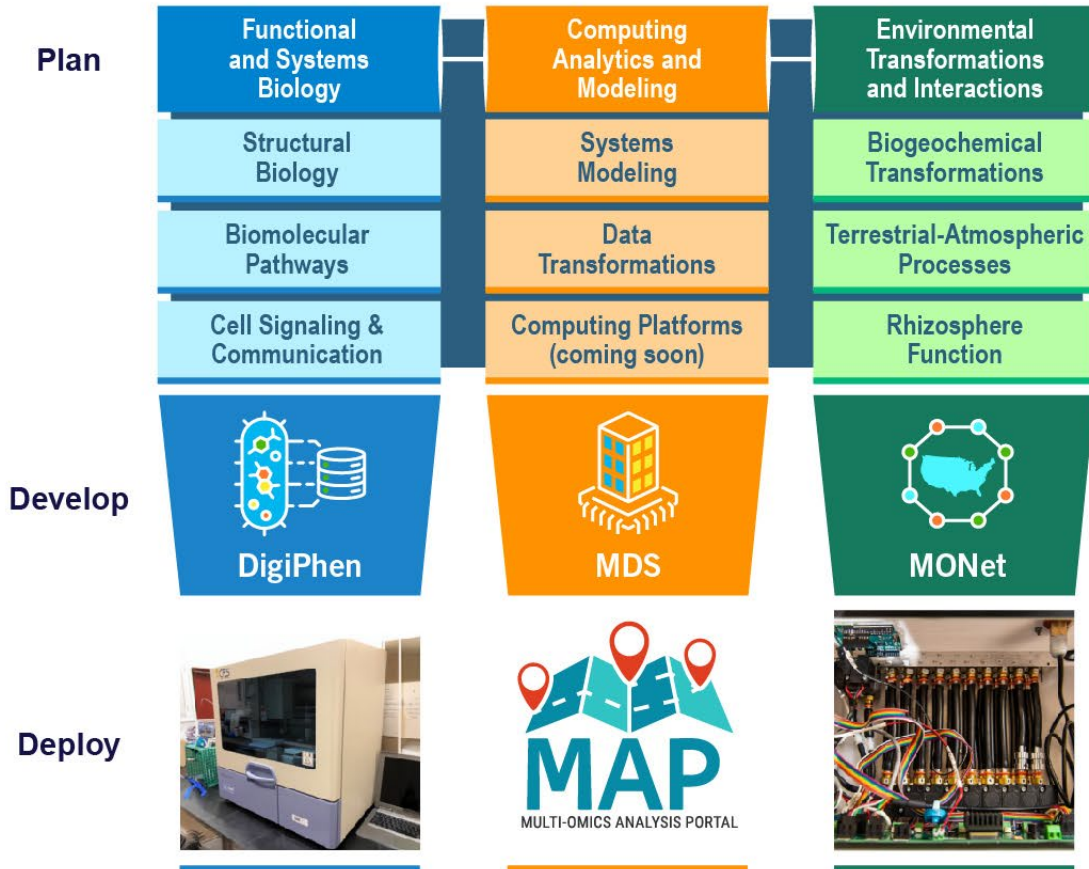 Plan
Functional
and Systems
Biology
Computing
Analytics and
Modeling
Environmental
Transformations
and Interactions
Structural
Biology
Systems
Modeling
Biogeochemical
Transformations
Biomolecular
Pathways
Data
Transformations
Terrestrial-Atmospheric
Processes
Cell Signaling &
Communication
Computing Platforms
(coming soon)
Rhizosphere
Function
Develop
DigiPhen
MDS
MONet
Deploy
MAP
MULTI-OMICS ANALYSIS PORTAL